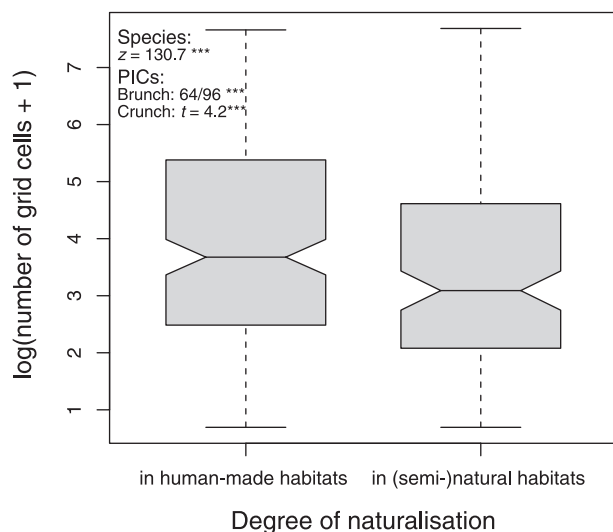 Species:
z = 130.7 ***
PICs:
Brunch: 64/96 ***
Crunch: t = 4.2***
log(number of grid cells + 1)
7
6
5
4
3
2
1
in human-made habitats
in (semi-)natural habitats
Degree of naturalisation